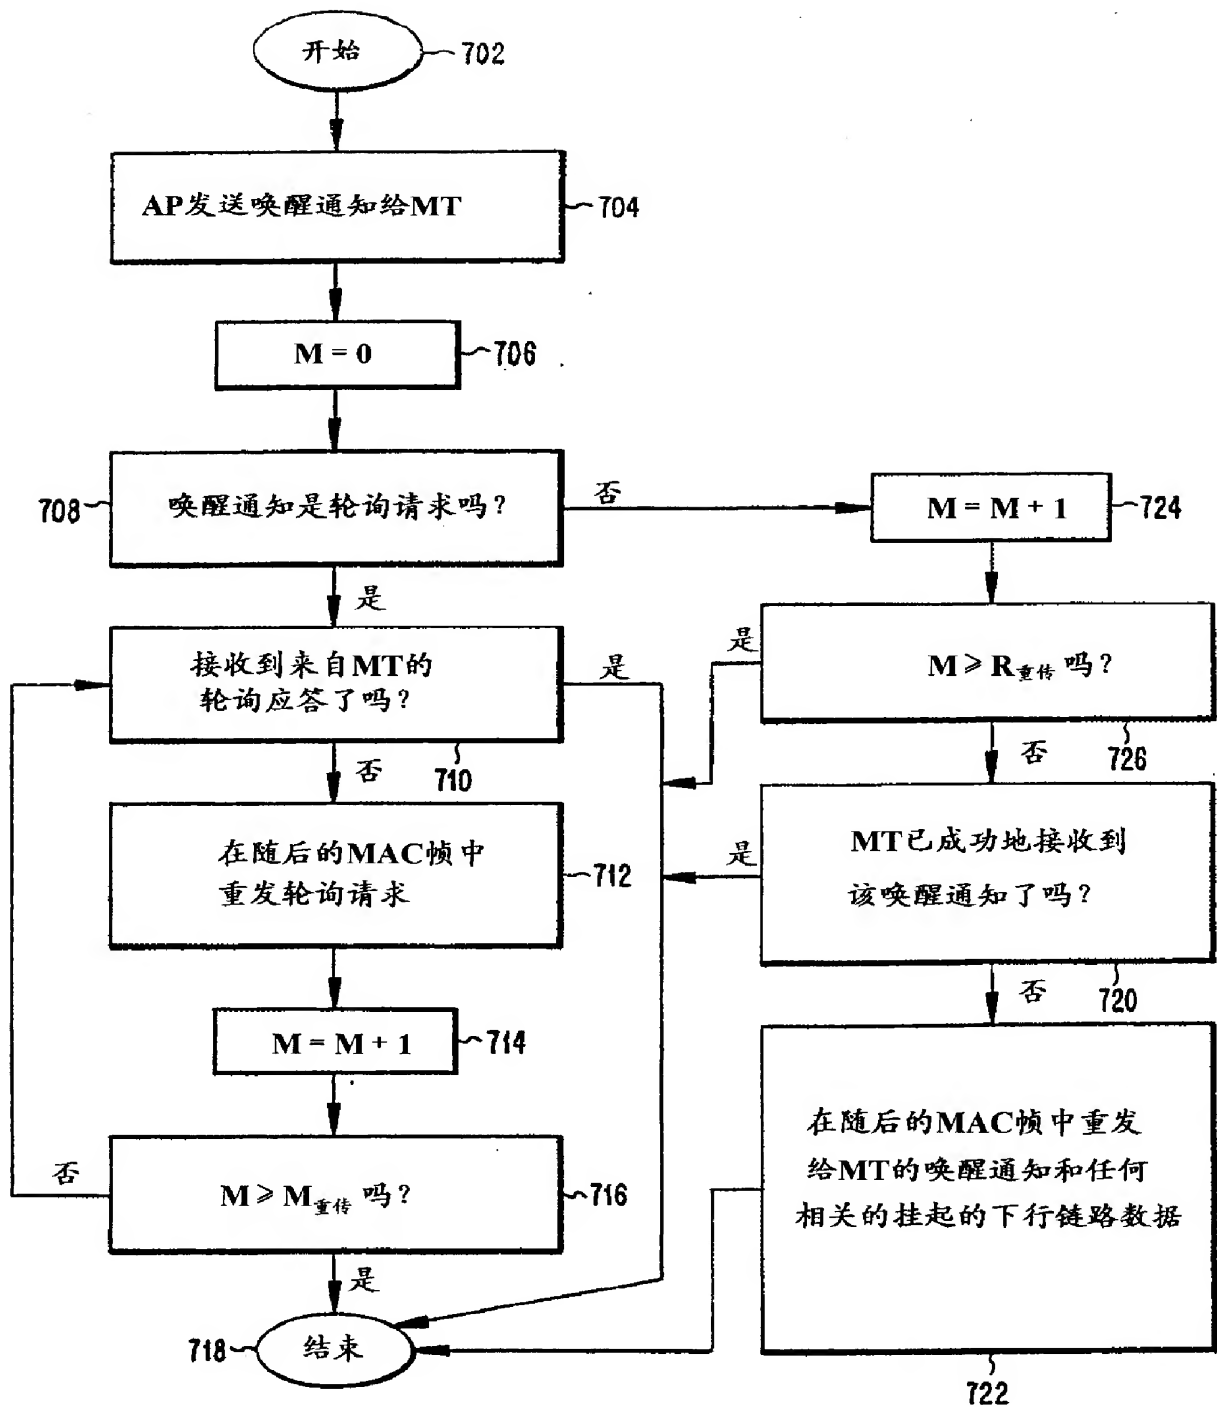 开始
702
AP发送唤醒通知给MT
704
M = 0
706
708
唤醒通知是轮询请求吗?
否
M = M + 1
724
是
接收到来自MT的
轮询应答了吗?
是
710
是
M ≥ R重传 吗?
726
否
否
在随后的MAC帧中
重发轮询请求
712
是
MT已成功地接收到
该唤醒通知了吗?
720
否
M = M + 1
714
否
M ≥ M重传 吗?
716
在随后的MAC帧中重发
给MT的唤醒通知和任何
相关的挂起的下行链路数据
722
是
718
结束